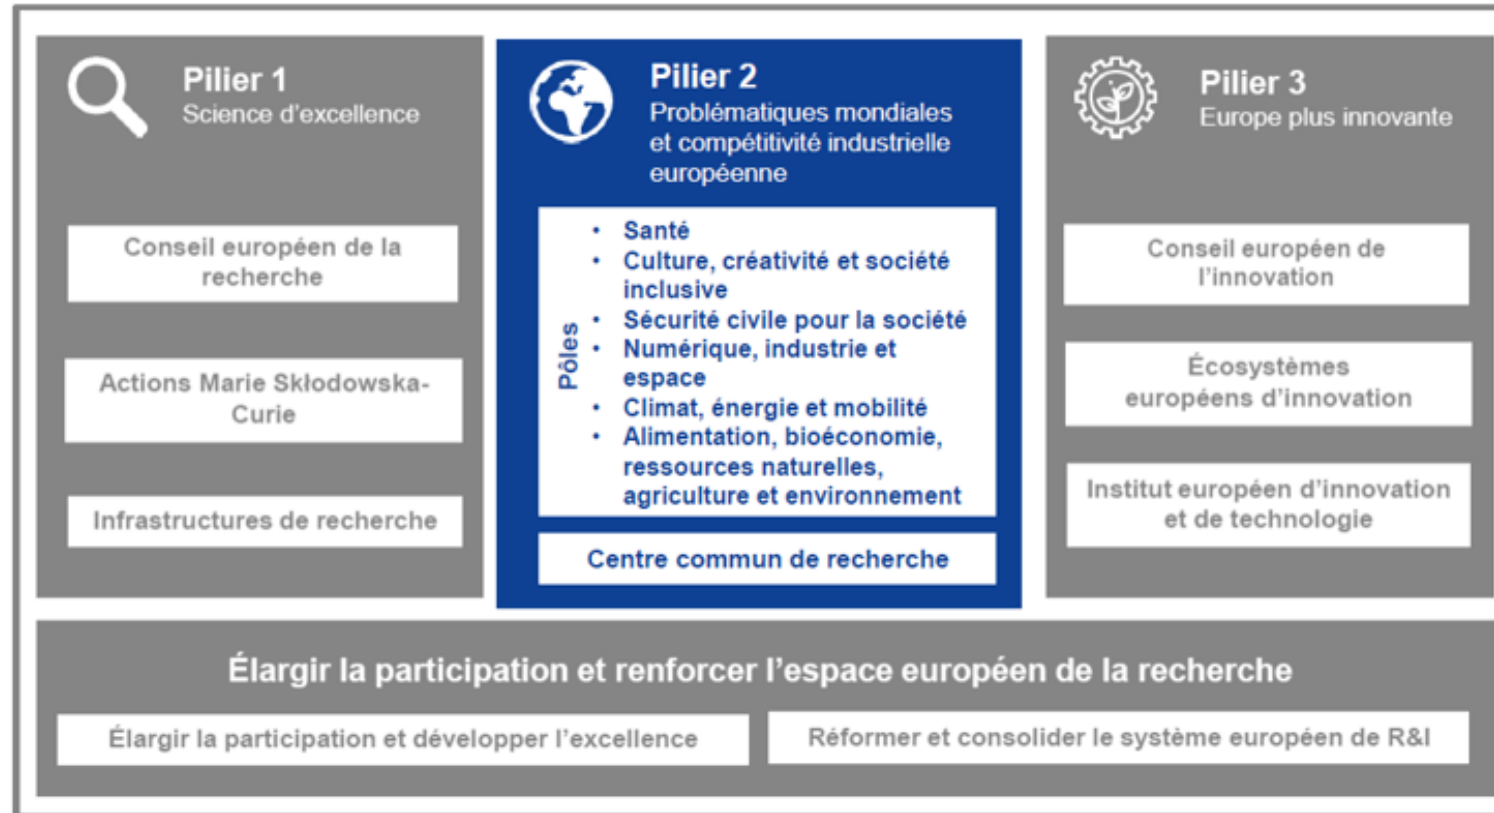 Pilier 1
Science d’excellence
Conseil européen de la
recherche
Actions Marie Skłodowska-
Curie
Infrastructures de recherche
Pilier 2
Problématiques mondiales
et compétitivité industrielle
européenne
Pôles
• Santé
• Culture, créativité et société
inclusive
• Sécurité civile pour la société
• Numérique, industrie et
espace
• Climat, énergie et mobilité
• Alimentation, bioéconomie,
ressources naturelles,
agriculture et environnement
Centre commun de recherche
Pilier 3
Europe plus innovante
Conseil européen de
l’innovation
Écosystèmes
européens d’innovation
Institut européen d’innovation
et de technologie
Élargir la participation et renforcer l’espace européen de la recherche
Élargir la participation et développer l’excellence
Réformer et consolider le système européen de R&I